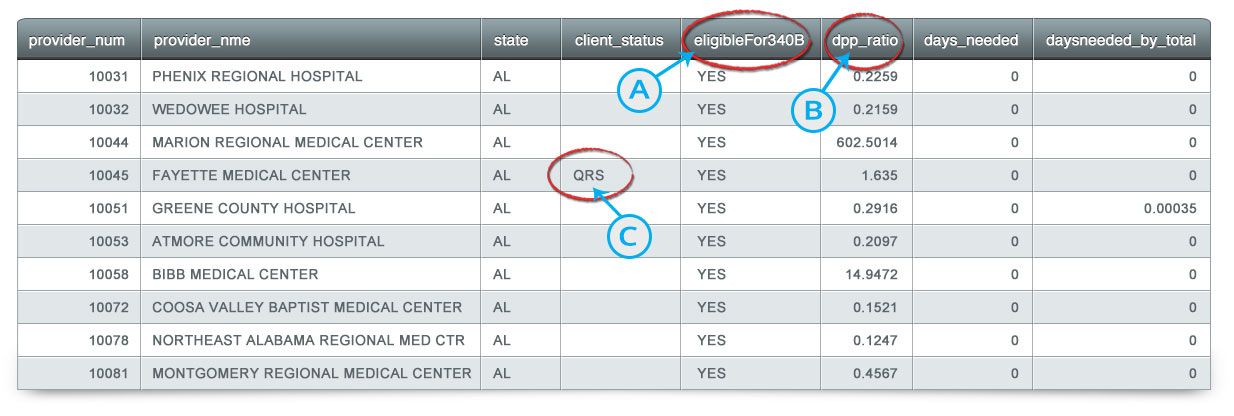 provider_num provider_nme state client_status eligibleFor340B dpp_ratio days_needed daysneeded_by_total
10031 PHENIX REGIONAL HOSPITAL AL YES 0.2259 0 0
A
B
10032 WEDOWEE HOSPITAL AL YES 0.2159 0 0
10044 MARION REGIONAL MEDICAL CENTER AL YES 602.5014 0 0
10045 FAYETTE MEDICAL CENTER AL QRS YES 1.635 0 0
10051 GREENE COUNTY HOSPITAL AL YES 0.2916 0 0.00035
C
10053 ATMORE COMMUNITY HOSPITAL AL YES 0.2097 0 0
10058 BIBB MEDICAL CENTER AL YES 14.9472 0 0
10072 COOSA VALLEY BAPTIST MEDICAL CENTER AL YES 0.1521 0 0
10078 NORTHEAST ALABAMA REGIONAL MED CTR AL YES 0.1247 0 0
10081 MONTGOMERY REGIONAL MEDICAL CENTER AL YES 0.4567 0 0